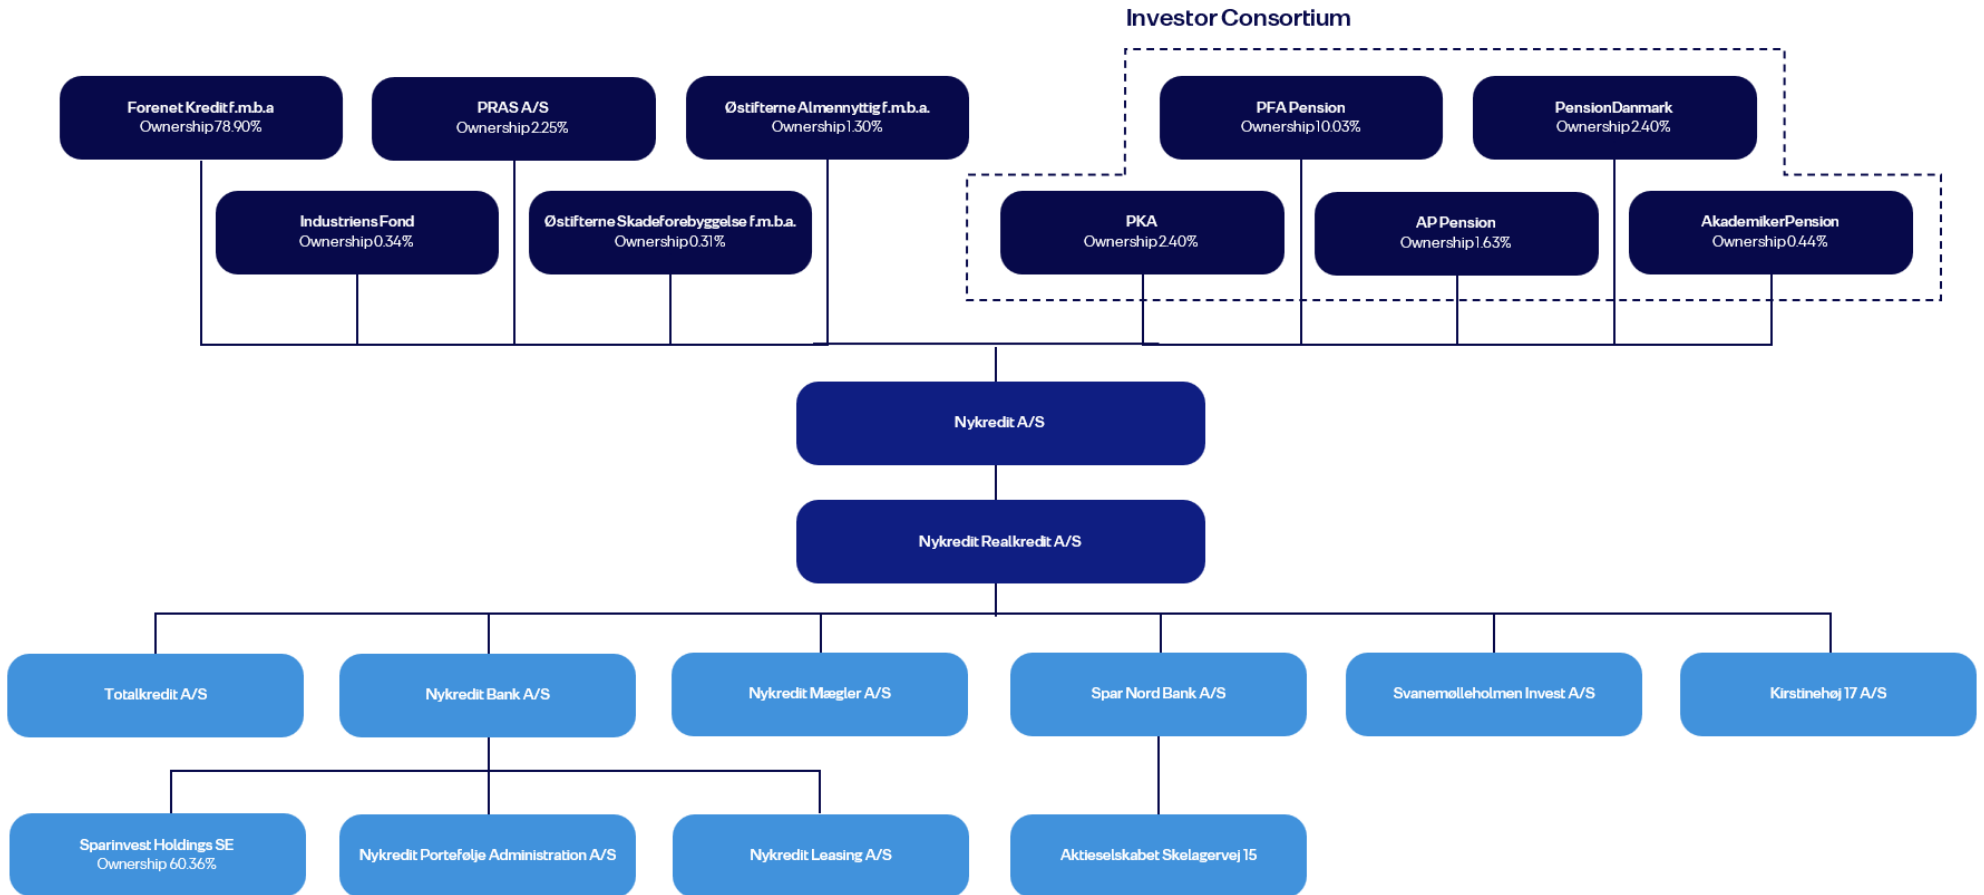 Investor Consortium
Forenet Kredit f.m.b.a
Ownership 78.90%
PRAS A/S
Ownership 2.25%
Østifterne Almennyttig f.m.b.a.
Ownership 1.30%
PFA Pension
Ownership 10.03%
PensionDanmark
Ownership 2.40%
Industriens Fond
Ownership 0.34%
Østifterne Skadeforebyggelse f.m.b.a.
Ownership 0.31%
PKA
Ownership 2.40%
AP Pension
Ownership 1.63%
AkademikerPension
Ownership 0.44%
Nykredit A/S
Nykredit Realkredit A/S
Totalkredit A/S
Nykredit Bank A/S
Nykredit Mægler A/S
Spar Nord Bank A/S
Svanemølleholmen Invest A/S
Kirstinehøj 17 A/S
Sparinvest Holdings SE
Ownership 60.36%
Nykredit Portefølje Administration A/S
Nykredit Leasing A/S
Aktieselskabet Skelagervej 15